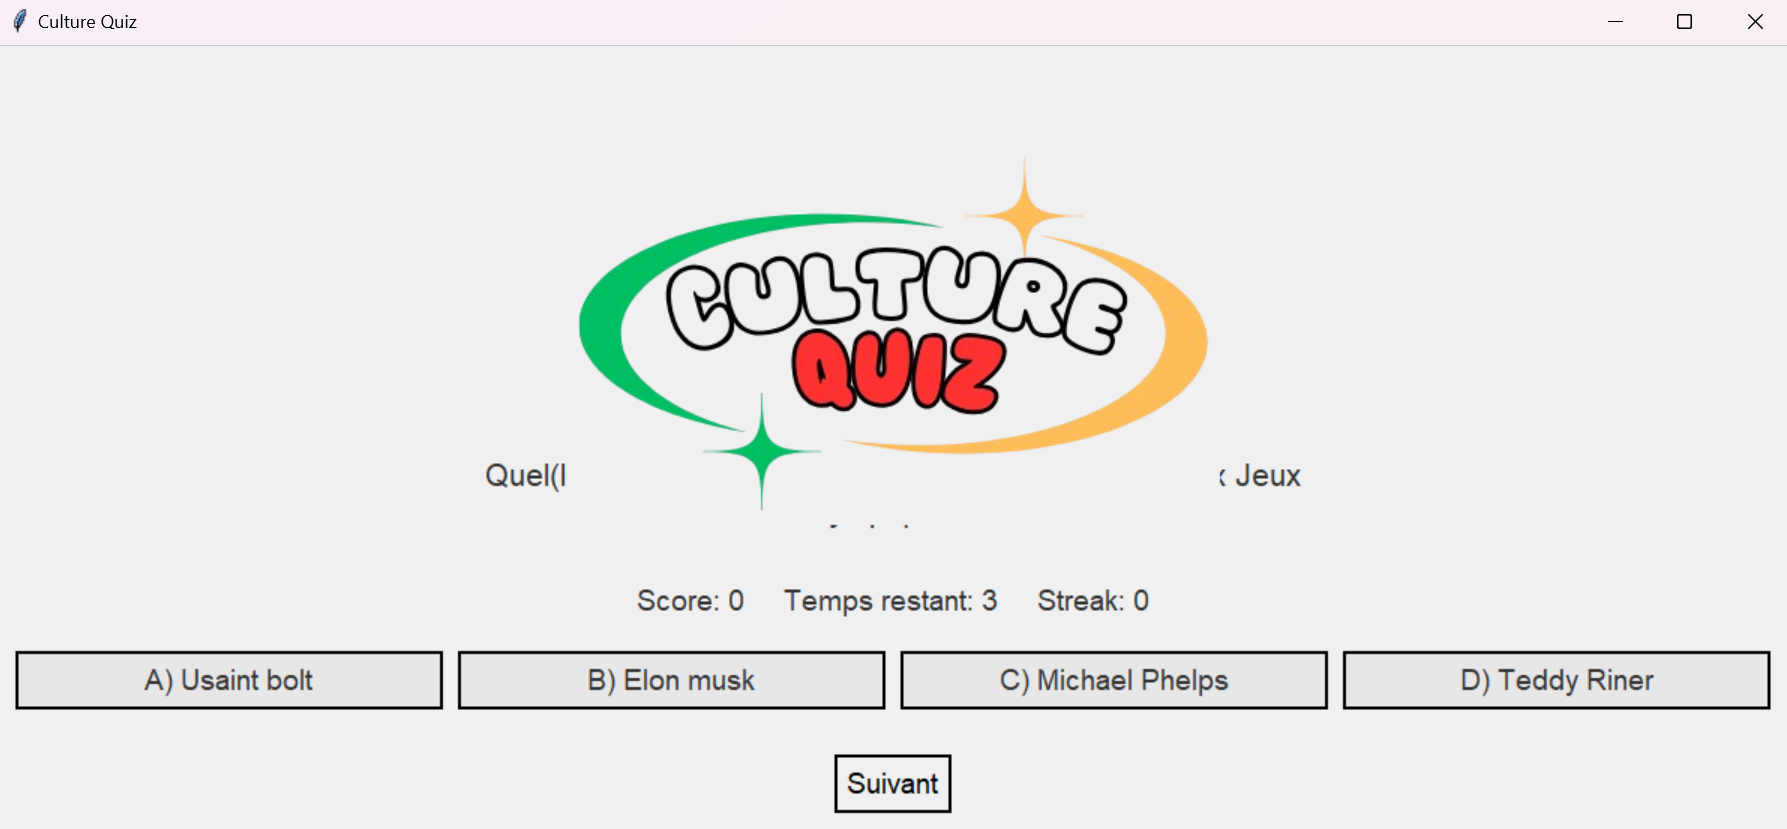 Culture Quiz
CULTURE
QUIZ
Quel(l
x Jeux
Score: 0 Temps restant: 3 Streak: 0
A) Usaint bolt B) Elon musk C) Michael Phelps D) Teddy Riner
Suivant